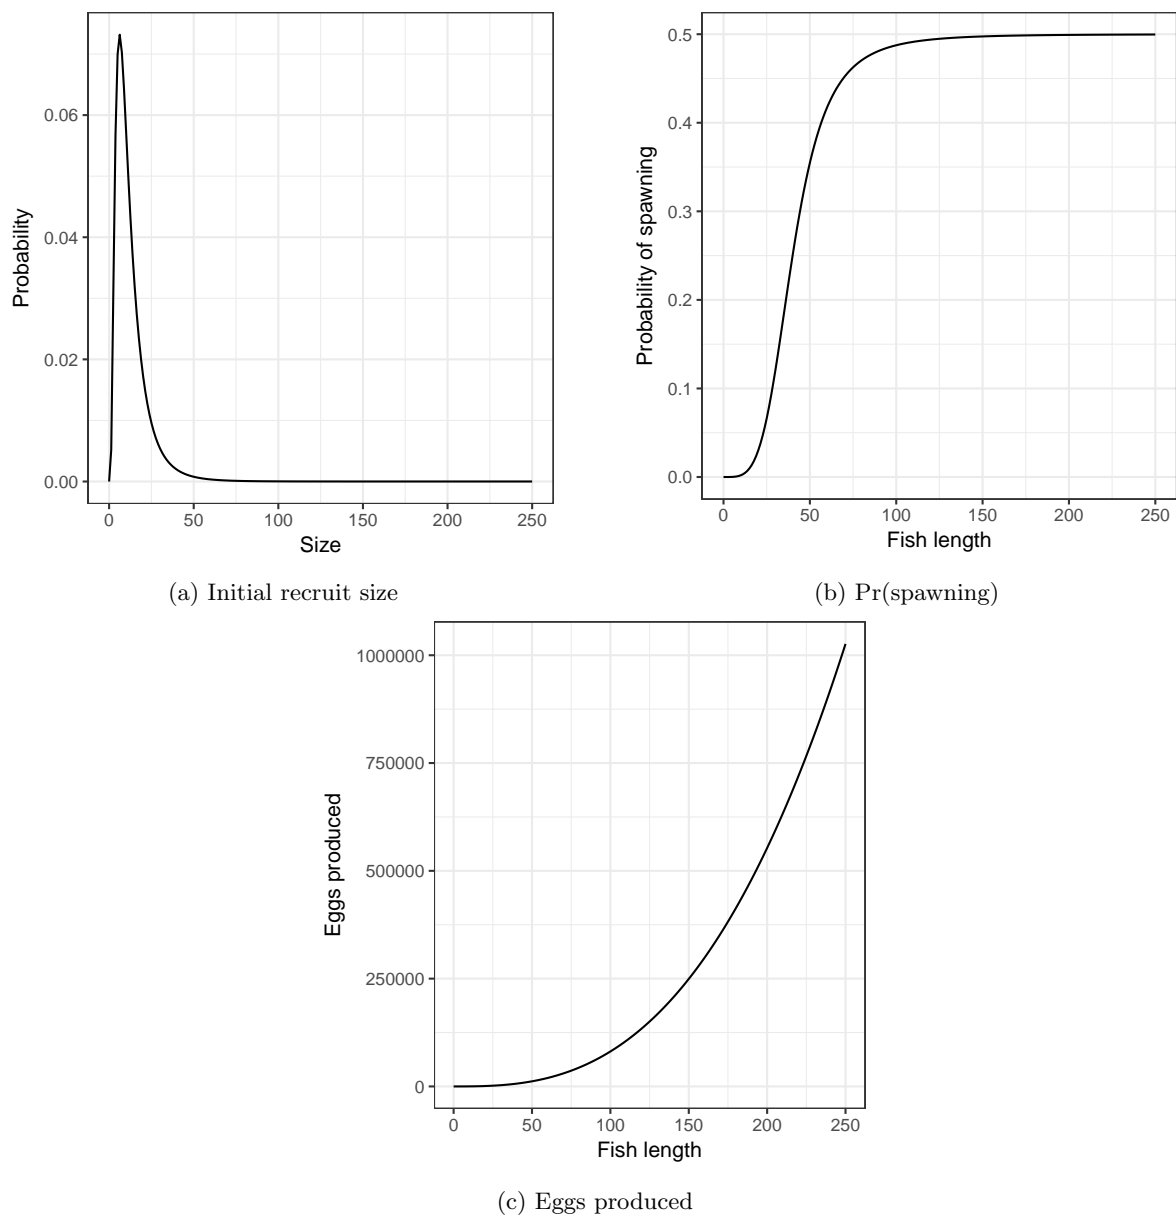 0.06
0.04
0.02
0.00
Probability
0 50 100 150 200 250
Size
(a) Initial recruit size
0.5
0.4
0.3
0.2
0.1
0.0
Probability of spawning
0 50 100 150 200 250
Fish length
(b) Pr(spawning)
1000000
750000
500000
250000
0
Eggs produced
0 50 100 150 200 250
Fish length
(c) Eggs produced